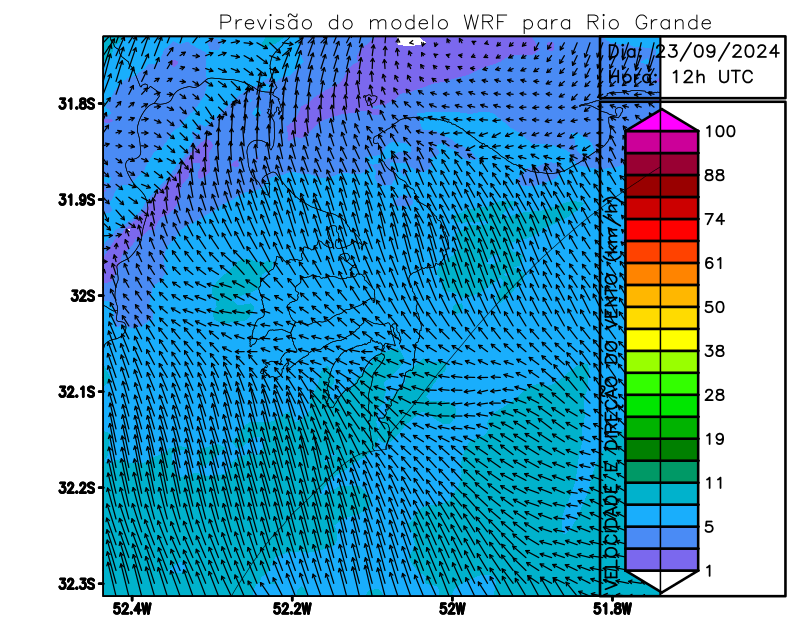 Previsão do modelo WRF para Rio Grande
Dia: 23/09/2024
Hora: 12h UTC
31.8S
31.9S
32S
32.1S
32.2S
32.3S
52.4W
52.2W
52W
51.8W
VELOCIDADE E DIREÇÃO DO VENTO (km/h)
100
88
74
61
50
38
28
19
11
5
1